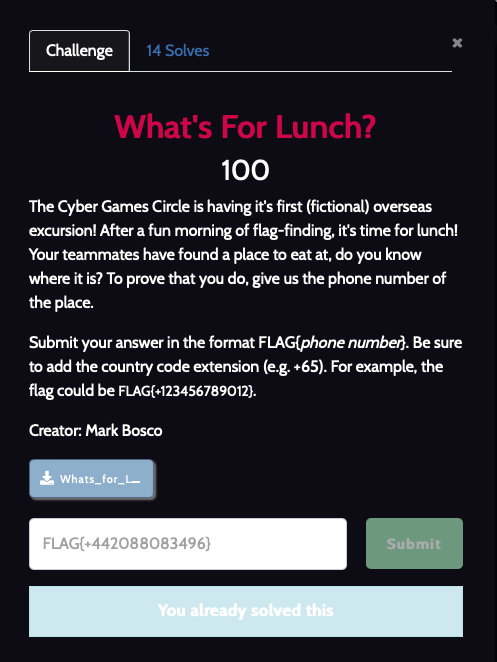 Challenge
14 Solves
×
What's For Lunch?
100
The Cyber Games Circle is having it's first (fictional) overseas
excursion! After a fun morning of flag-finding, it's time for lunch!
Your teammates have found a place to eat at, do you know
where it is? To prove that you do, give us the phone number of
the place.
Submit your answer in the format FLAG{phone number}. Be sure
to add the country code extension (e.g. +65). For example, the
flag could be FLAG{+123456789012}.
Creator: Mark Bosco
Whats_for_L...
FLAG{+442088083496}
Submit
You already solved this